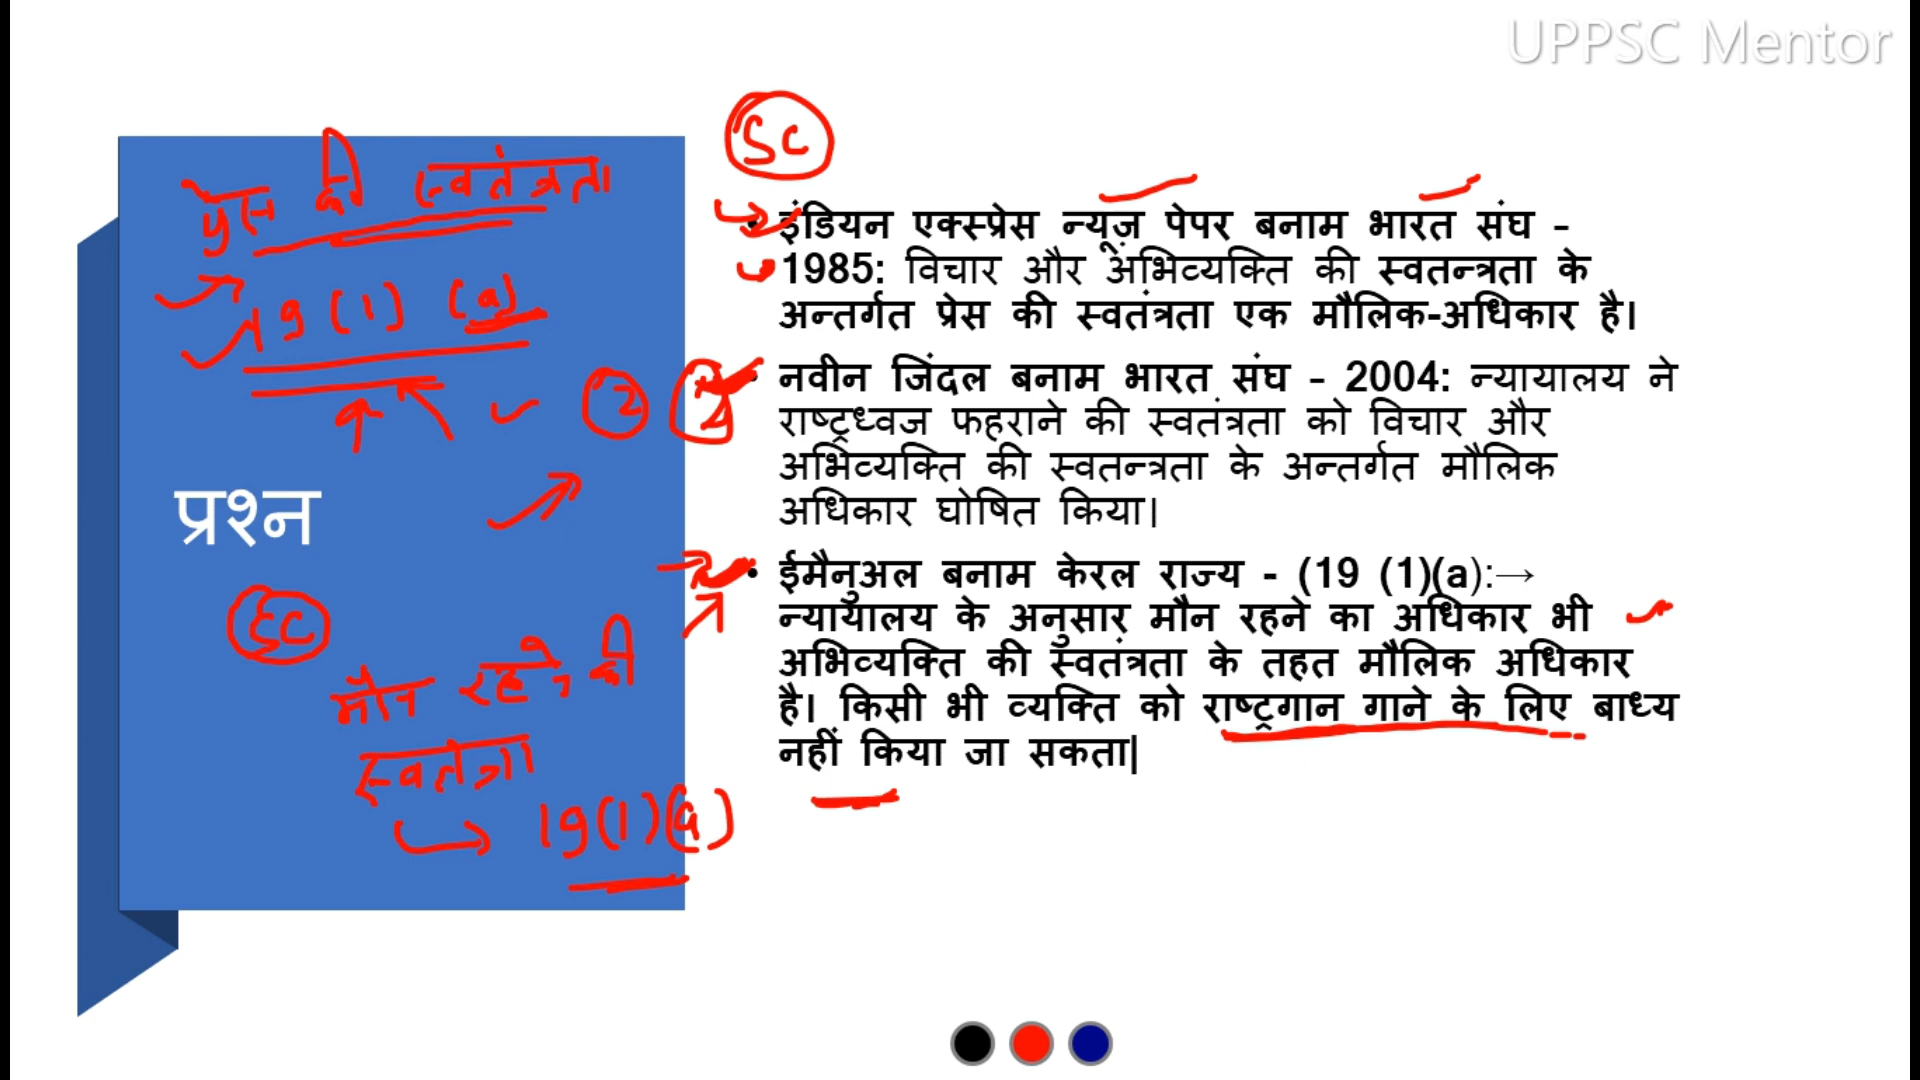 UPPSC Mentor
SC
प्रेस की स्वतंत्रता
19 (1) (a)
2 2
प्रश्न
SC
मौन रहने की
19(1)(a)
इंडियन एक्स्प्रेस न्यूज़ पेपर बनाम भारत संघ –
1985: विचार और अभिव्यक्ति की स्वतन्त्रता के
अन्तर्गत प्रेस की स्वतंत्रता एक मौलिक-अधिकार है।
• नवीन जिंदल बनाम भारत संघ – 2004: न्यायालय ने
राष्ट्रध्वज फहराने की स्वतंत्रता को विचार और
अभिव्यक्ति की स्वतन्त्रता के अन्तर्गत मौलिक
अधिकार घोषित किया।
• ईमैनुअल बनाम केरल राज्य - (19 (1)(a):→
न्यायालय के अनुसार मौन रहने का अधिकार भी
अभिव्यक्ति की स्वतंत्रता के तहत मौलिक अधिकार
है। किसी भी व्यक्ति को राष्ट्रगान गाने के लिए बाध्य
नहीं किया जा सकता|